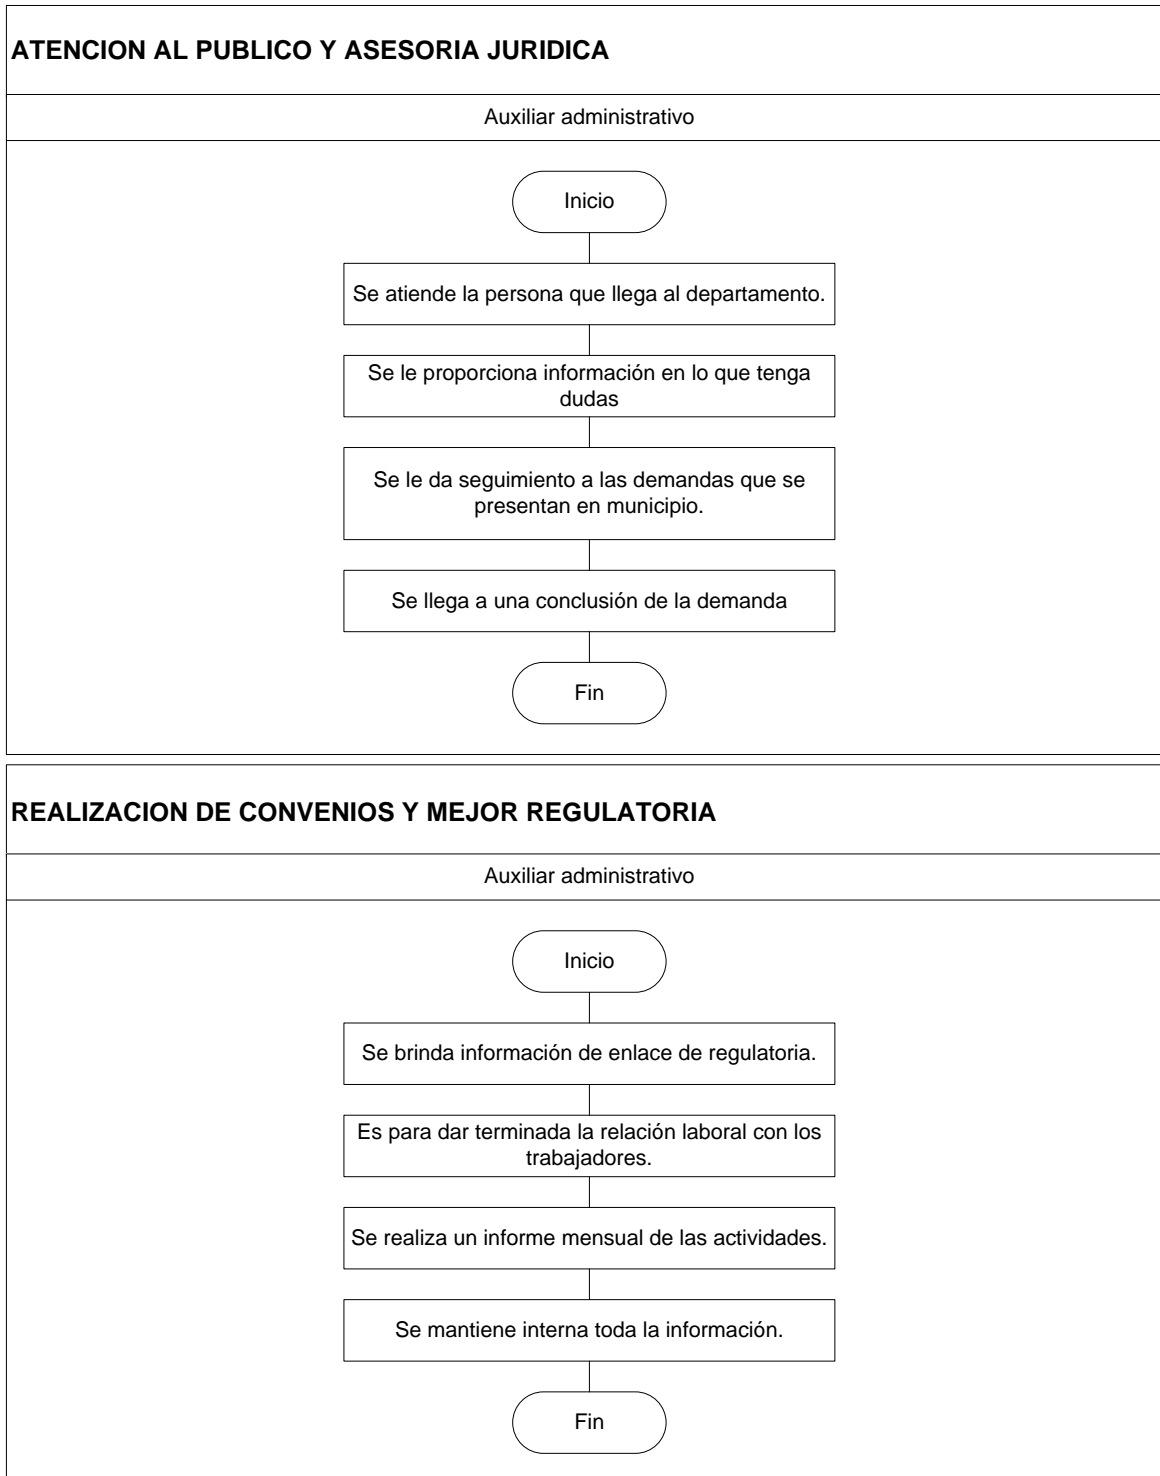 ATENCION AL PUBLICO Y ASESORIA JURIDICA
Auxiliar administrativo
Inicio
Se atiende la persona que llega al departamento.
Se le proporciona información en lo que tenga
dudas
Se le da seguimiento a las demandas que se
presentan en municipio.
Se llega a una conclusión de la demanda
Fin
REALIZACION DE CONVENIOS Y MEJOR REGULATORIA
Auxiliar administrativo
Inicio
Se brinda información de enlace de regulatoria.
Es para dar terminada la relación laboral con los
trabajadores.
Se realiza un informe mensual de las actividades.
Se mantiene interna toda la información.
Fin